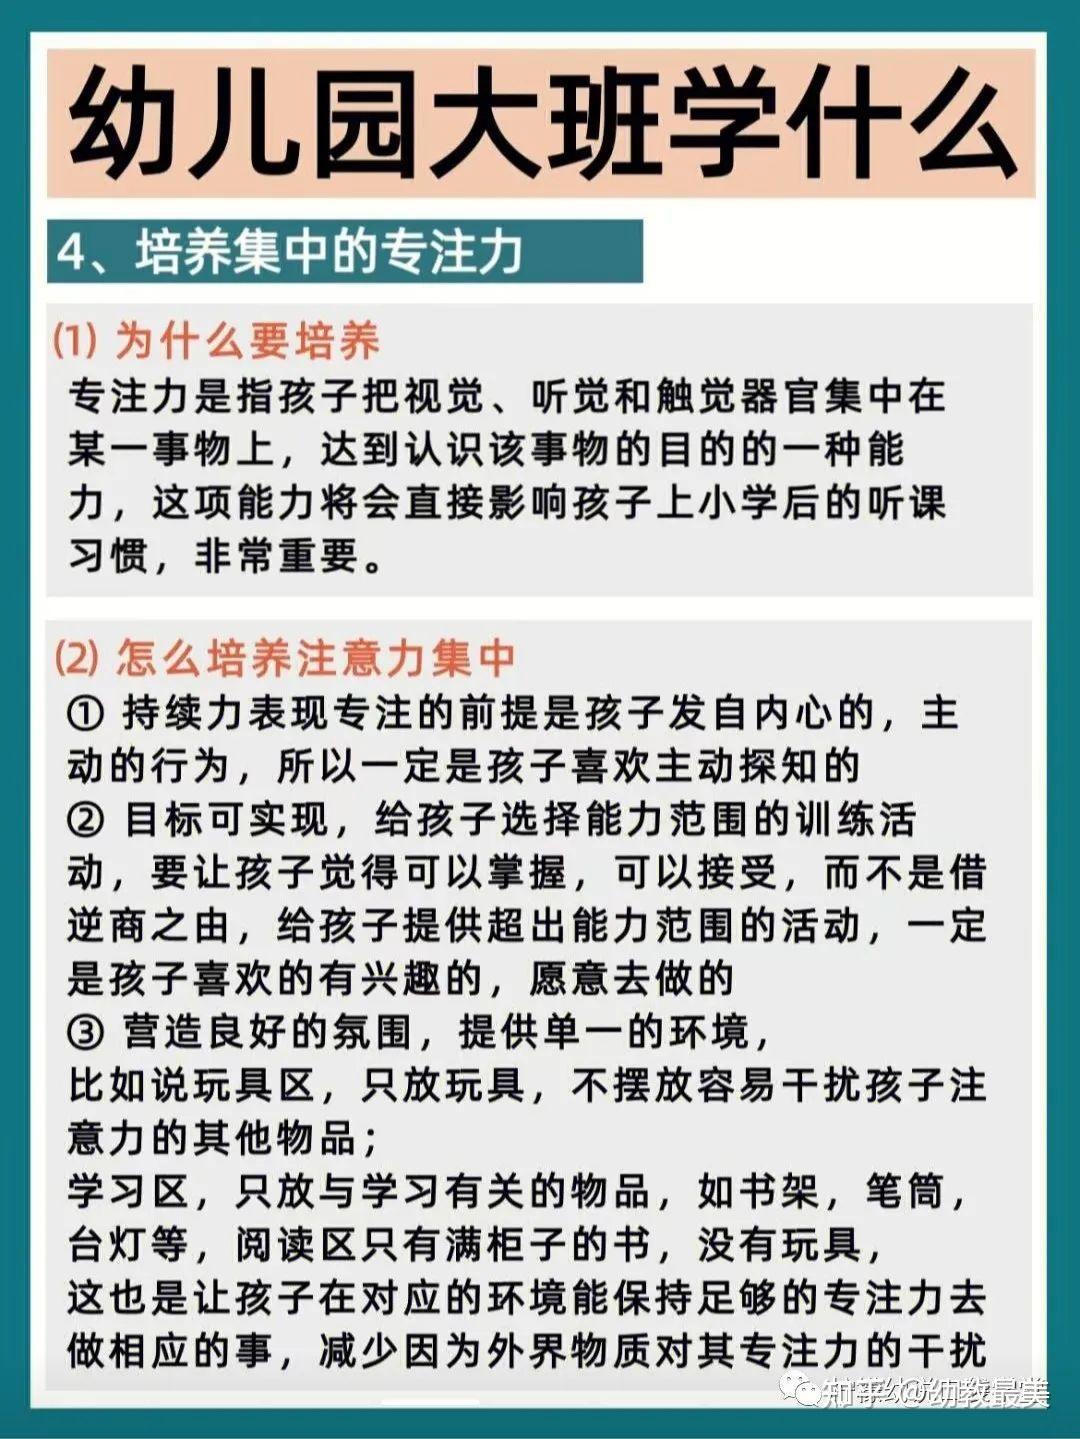 幼儿园大班学什么
4、培养集中的专注力
(1) 为什么要培养
专注力是指孩子把视觉、听觉和触觉器官集中在
某一事物上，达到认识该事物的目的的一种能
力，这项能力将会直接影响孩子上小学后的听课
习惯，非常重要。
(2) 怎么培养注意力集中
① 持续力表现专注的前提是孩子发自内心的，主
动的行为，所以一定是孩子喜欢主动探知的
② 目标可实现，给孩子选择能力范围的训练活
动，要让孩子觉得可以掌握，可以接受，而不是借
逆商之由，给孩子提供超出能力范围的活动，一定
是孩子喜欢的有兴趣的，愿意去做的
③ 营造良好的氛围，提供单一的环境，
比如说玩具区，只放玩具，不摆放容易干扰孩子注
意力的其他物品；
学习区，只放与学习有关的物品，如书架，笔筒，
台灯等，阅读区只有满柜子的书，没有玩具，
这也是让孩子在对应的环境能保持足够的专注力去
做相应的事，减少因为外界物质对其专注力的干扰
知乎 @幼教最美